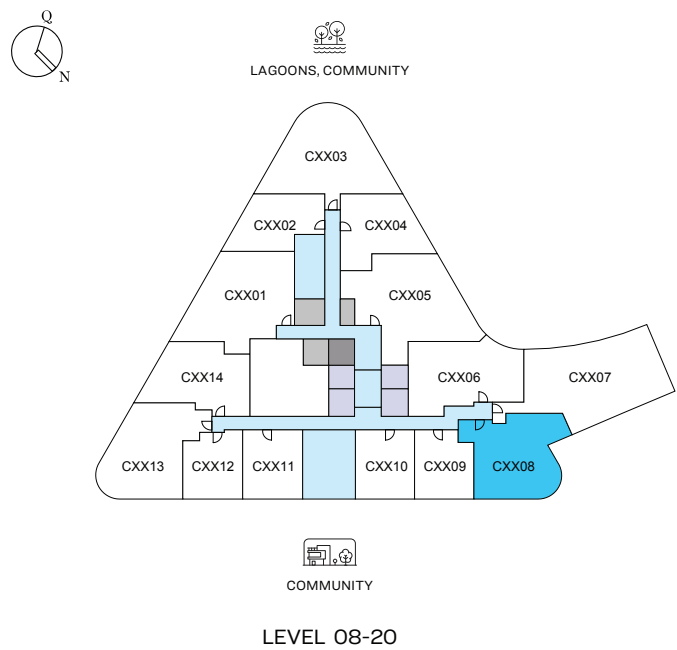 Q
N
LAGOONS, COMMUNITY
CXX03
CXX02
CXX04
CXX01
CXX05
CXX14
CXX06
CXX07
CXX13
CXX12
CXX11
CXX10
CXX09
CXX08
COMMUNITY
LEVEL 08-20